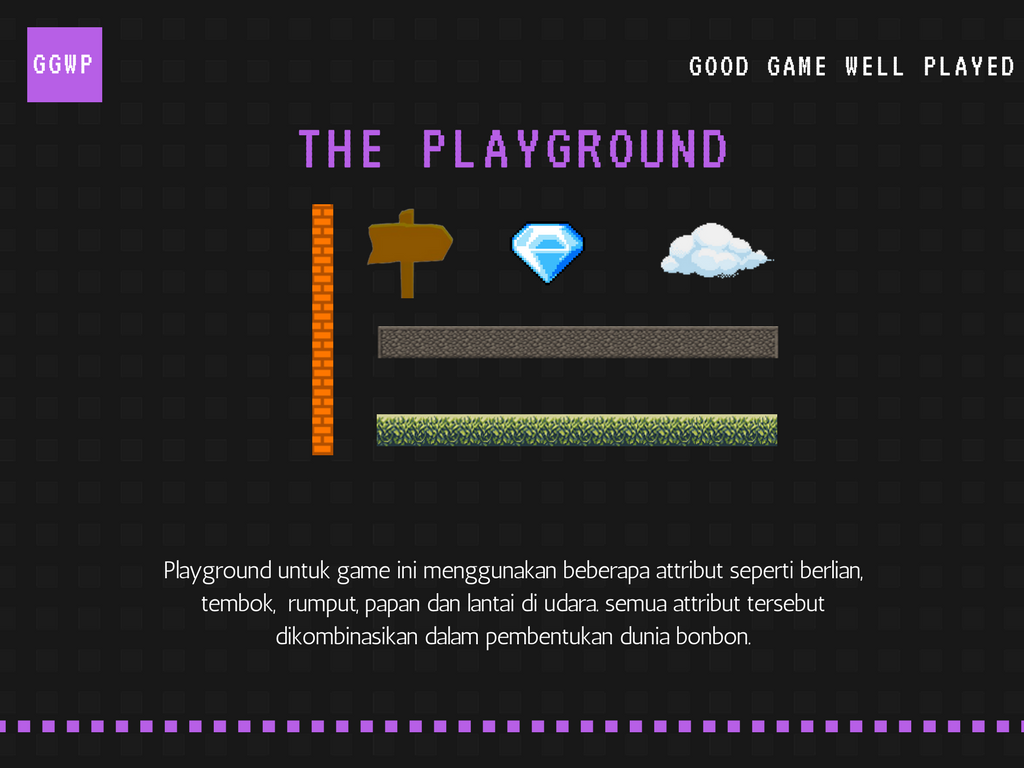 GGWP
GOOD GAME WELL PLAYED
THE PLAYGROUND
Playground untuk game ini menggunakan beberapa attribut seperti berlian,
tembok,  rumput, papan dan lantai di udara. semua attribut tersebut
dikombinasikan dalam pembentukan dunia bonbon.